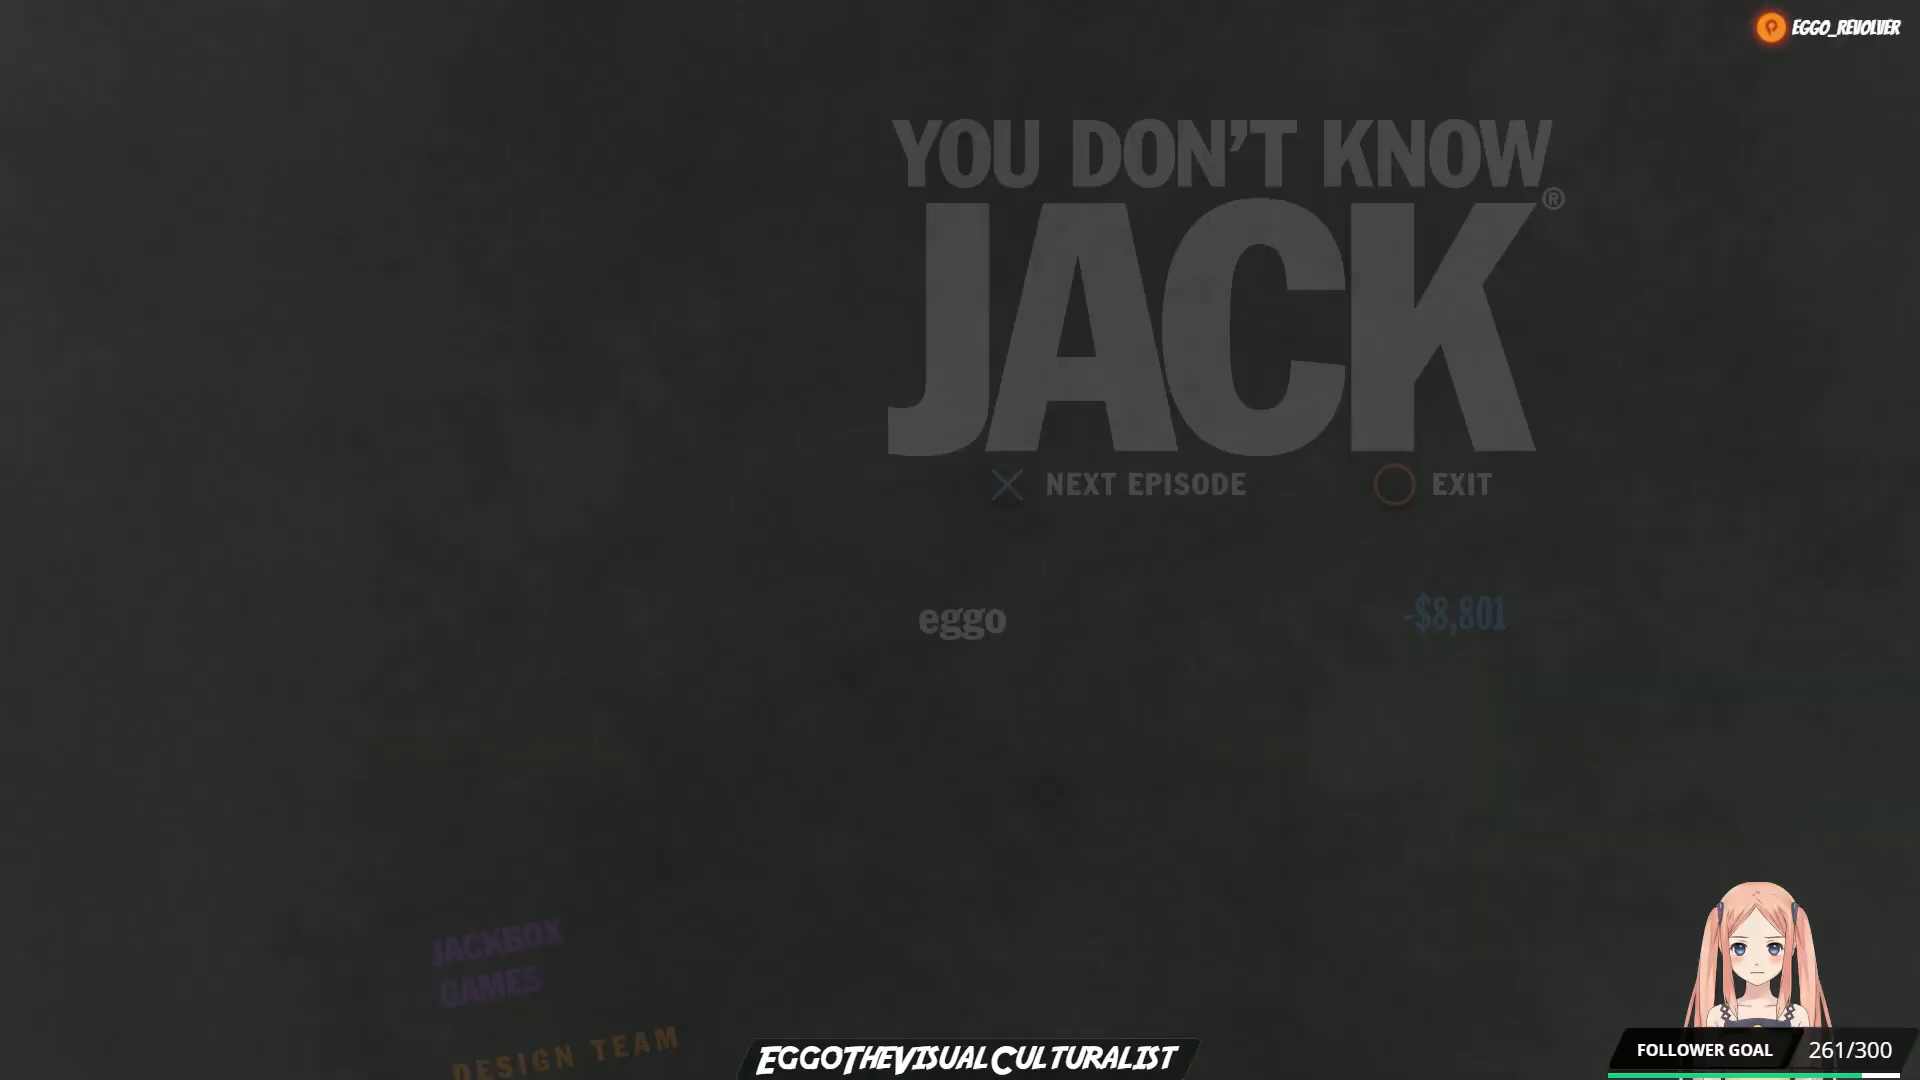 EGGO_REVOLVER
YOU DON'T KNOW
JACK®
NEXT EPISODE
EXIT
eggo
-$8,801
JACKBOX
GAMES
DESIGN TEAM
EGGOTHEVISUALCULTURALIST
FOLLOWER GOAL
261/300